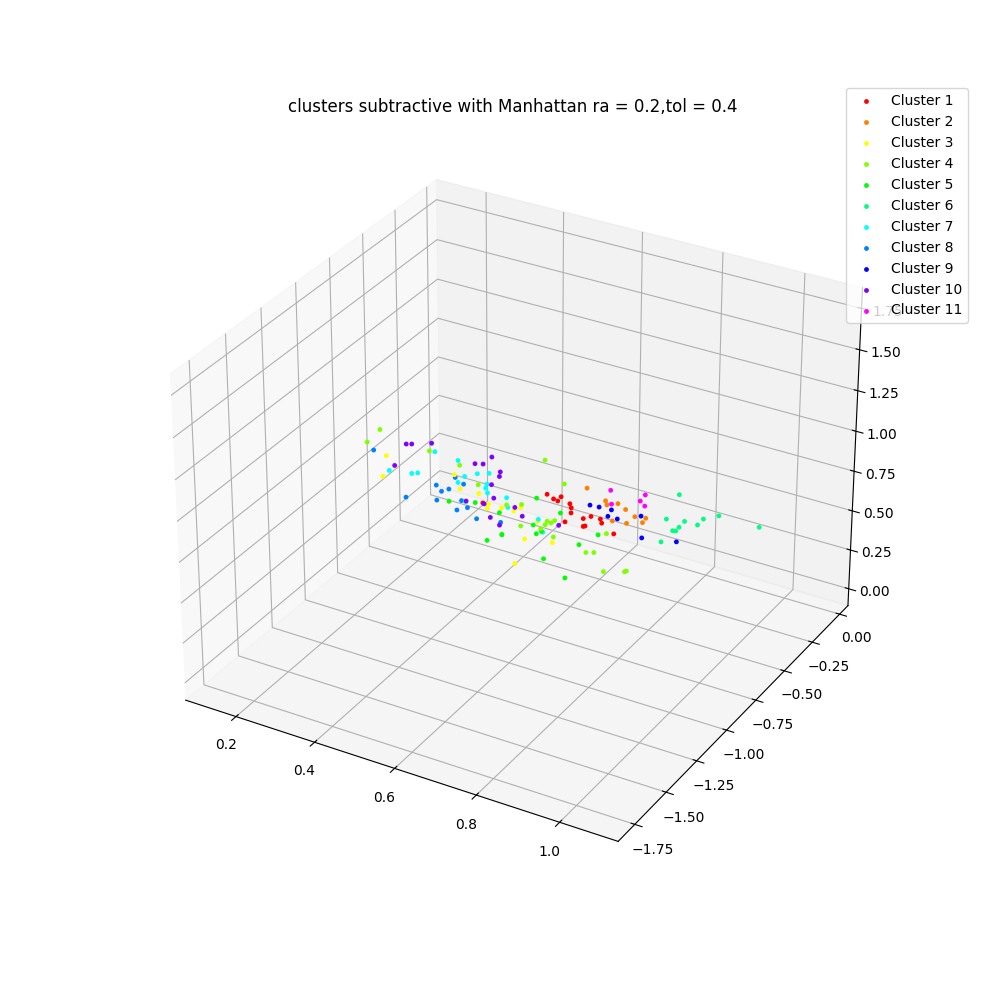 clusters subtractive with Manhattan ra = 0.2,tol = 0.4
Cluster 1
Cluster 2
Cluster 3
Cluster 4
Cluster 5
Cluster 6
Cluster 7
Cluster 8
Cluster 9
Cluster 10
Cluster 11
1.75
1.50
1.25
1.00
0.75
0.50
0.25
0.00
0.00
−0.25
−0.50
−0.75
−1.00
−1.25
−1.50
−1.75
0.2
0.4
0.6
0.8
1.0